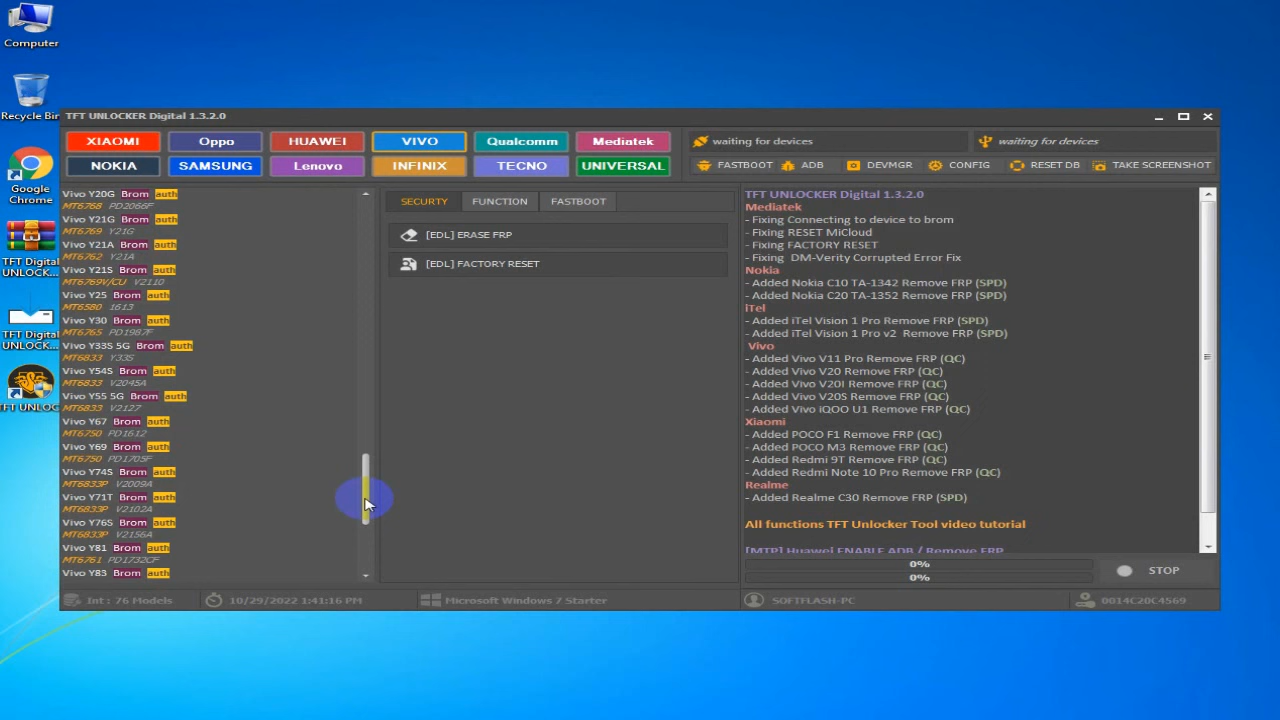 Computer
Recycle Bin
Google
Chrome
TFT Digital
UNLOCK...
TFT Digital
UNLOCK...
TFT UNLOCKER Digital 1.3.2.0
XIAOMI Oppo HUAWEI VIVO Qualcomm Mediatek
NOKIA SAMSUNG Lenovo INFINIX TECNO UNIVERSAL
waiting for devices waiting for devices
FASTBOOT ADB DEVMGR CONFIG RESET DB TAKE SCREENSHOT
Vivo Y20G Brom auth
MT6768 PD2066F
Vivo Y21G Brom auth
MT6769 Y21G
Vivo Y21A Brom auth
MT6762 Y21A
Vivo Y21S Brom auth
MT6769V/CU V2110
Vivo Y25 Brom auth
MT6580 1613
Vivo Y30 Brom auth
MT6765 PD1987F
Vivo Y33S 5G Brom auth
MT6833 Y33S
Vivo Y54S Brom auth
MT6833 V2045A
Vivo Y55 5G Brom auth
MT6833 V2127
Vivo Y67 Brom auth
MT6750 PD1612
Vivo Y69 Brom auth
MT6750 PD1705F
Vivo Y74S Brom auth
MT6833P V2009A
Vivo Y71T Brom auth
MT6833P V2102A
Vivo Y76S Brom auth
MT6833P V2156A
Vivo Y81 Brom auth
MT6761 PD1732CF
Vivo Y83 Brom auth
SECURTY FUNCTION FASTBOOT
[EDL] ERASE FRP
[EDL] FACTORY RESET
TFT UNLOCKER Digital 1.3.2.0
Mediatek
- Fixing Connecting to device to brom
- Fixing RESET MiCloud
- Fixing FACTORY RESET
- Fixing DM-Verity Corrupted Error Fix
Nokia
- Added Nokia C10 TA-1342 Remove FRP (SPD)
- Added Nokia C20 TA-1352 Remove FRP (SPD)
iTel
- Added iTel Vision 1 Pro Remove FRP (SPD)
- Added iTel Vision 1 Pro v2 Remove FRP (SPD)
Vivo
- Added Vivo V11 Pro Remove FRP (QC)
- Added Vivo V20 Remove FRP (QC)
- Added Vivo V20I Remove FRP (QC)
- Added Vivo V20S Remove FRP (QC)
- Added Vivo iQOO U1 Remove FRP (QC)
Xiaomi
- Added POCO F1 Remove FRP (QC)
- Added POCO M3 Remove FRP (QC)
- Added Redmi 9T Remove FRP (QC)
- Added Redmi Note 10 Pro Remove FRP (QC)
Realme
- Added Realme C30 Remove FRP (SPD)
All functions TFT Unlocker Tool video tutorial
[MTP] Huawei ENABLE ADB / Remove FRP
0%
0%
STOP
Int : 76 Models 10/29/2022 1:41:16 PM Microsoft Windows 7 Starter SOFTFLASH-PC 0014C20C4569